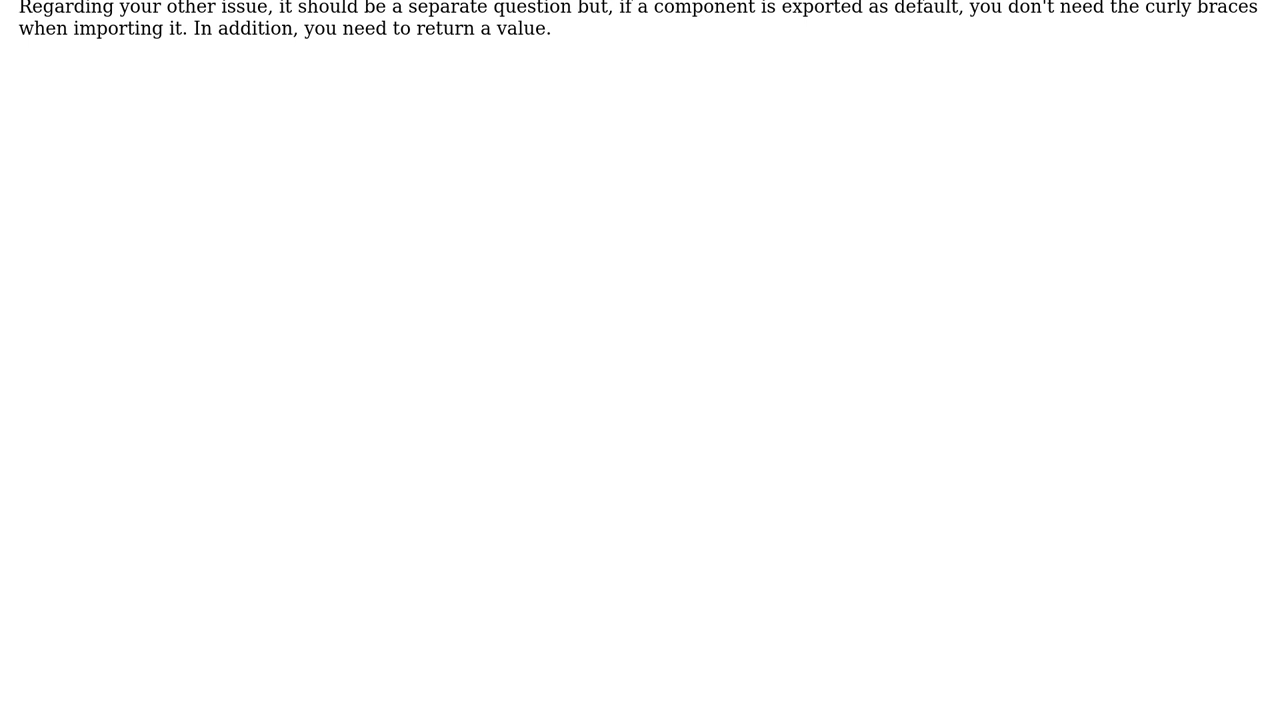 Regarding your other issue, it should be a separate question but, if a component is exported as default, you don't need the curly braces
when importing it. In addition, you need to return a value.